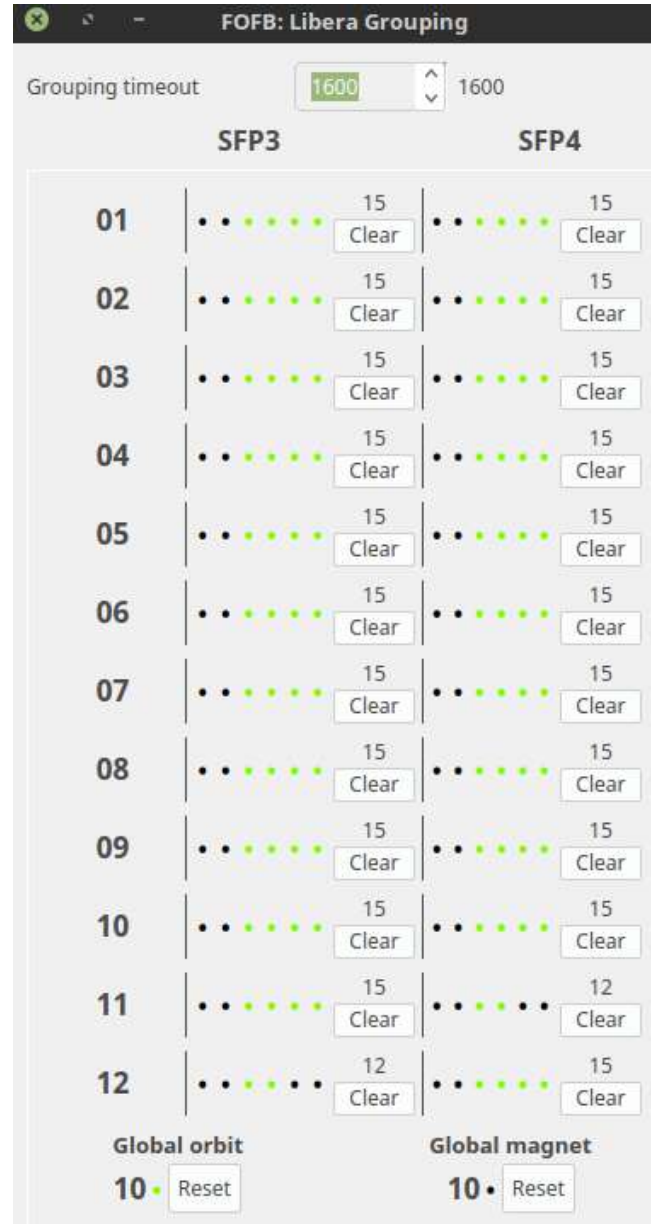 FOFB: Libera Grouping
Grouping timeout 1600 1600
SFP3 SFP4
15 15
01
Clear Clear
15 15
02
Clear Clear
15 15
03
Clear Clear
15 15
04
Clear Clear
15 15
05
Clear Clear
15 15
06
Clear Clear
15 15
07
Clear Clear
15 15
08
Clear Clear
15 15
09
Clear Clear
15 15
10
Clear Clear
15 12
11
Clear Clear
12 15
12
Clear Clear
Global orbit Global magnet
10 Reset 10 Reset